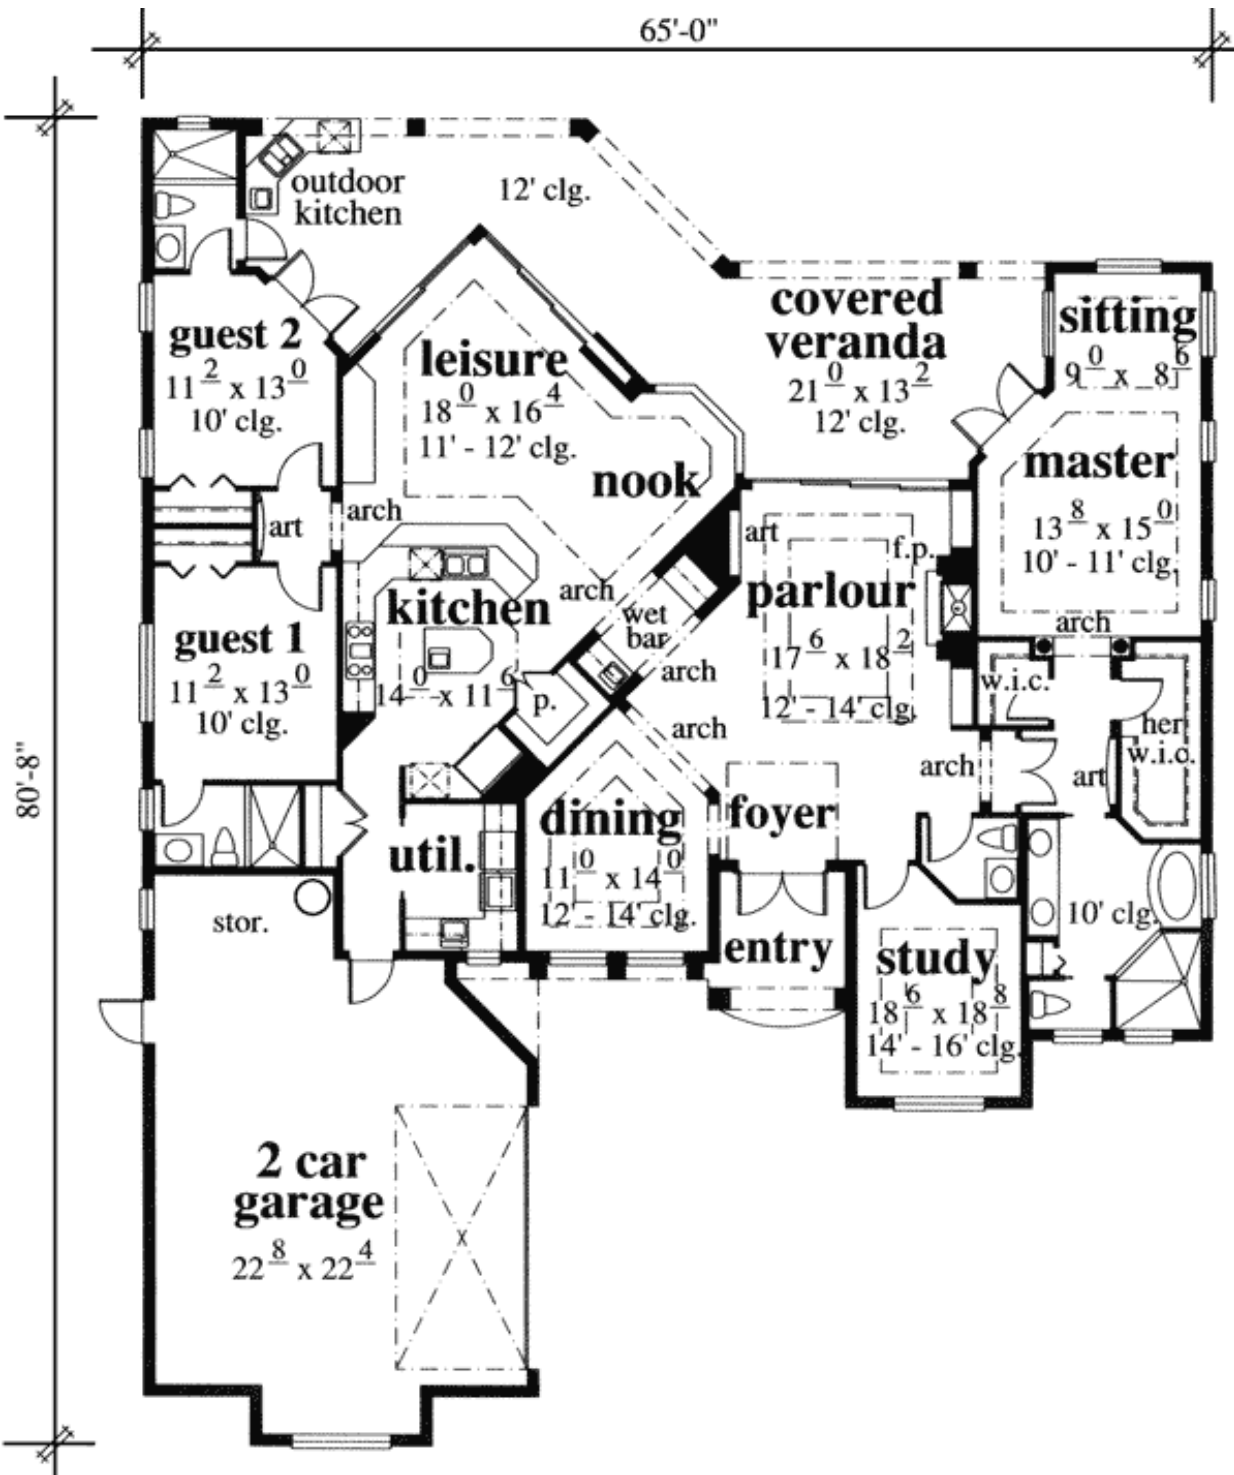 65'-0"
80'-8"
outdoor
kitchen
12' clg.
covered
veranda
21 0 x 13 2
12' clg.
sitting
9 0 x 8 6
guest 2
11 2 x 13 0
10' clg.
leisure
18 0 x 16 4
11' - 12' clg.
nook
master
13 8 x 15 0
10' - 11' clg.
art
arch
art
f.p.
parlour
17 6 x 18 2
12' - 14' clg.
arch
wet
bar
arch
arch
kitchen
14 0 x 11 6
p.
guest 1
11 2 x 13 0
10' clg.
arch
w.i.c.
her
w.i.c.
art
arch
dining
11 0 x 14 0
12' - 14' clg.
foyer
util.
stor.
entry
study
18 6 x 18 8
14' - 16' clg.
10' clg.
2 car
garage
22 8 x 22 4